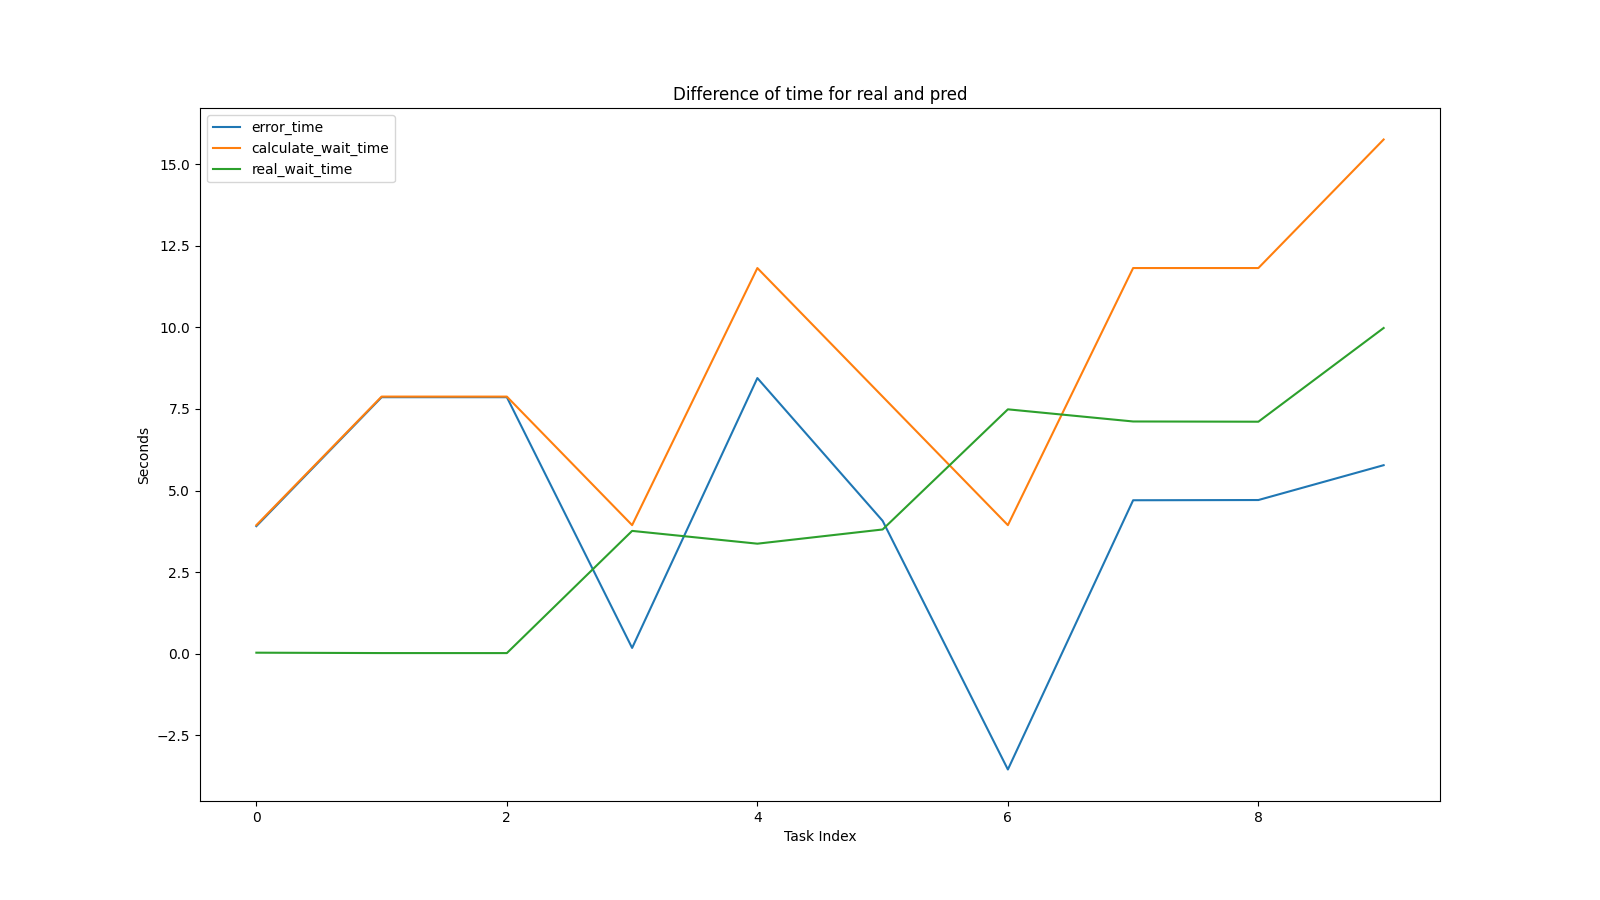 Difference of time for real and pred
error_time
calculate_wait_time
real_wait_time
15.0
12.5
10.0
7.5
5.0
2.5
0.0
−2.5
Seconds
0 2 4 6 8
Task Index